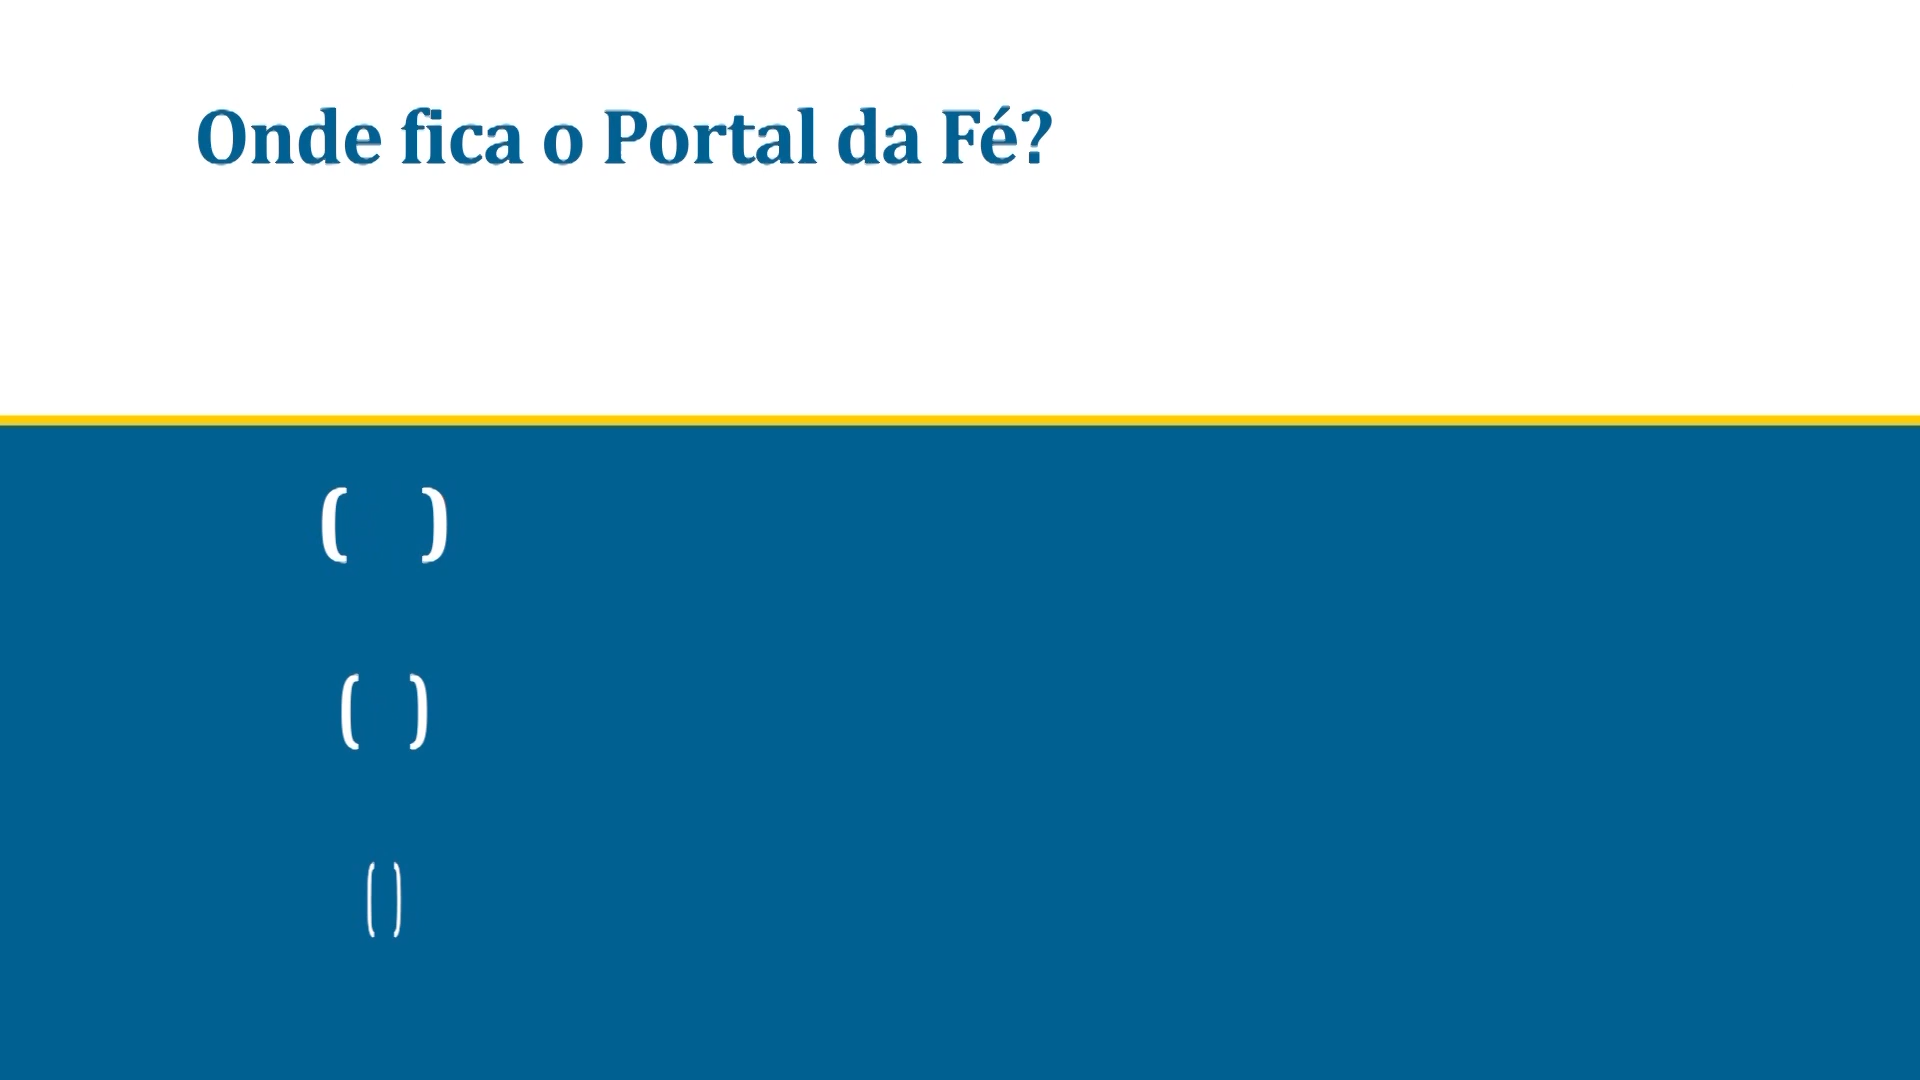 Onde fica o Portal da Fé?
( )
( )
( )